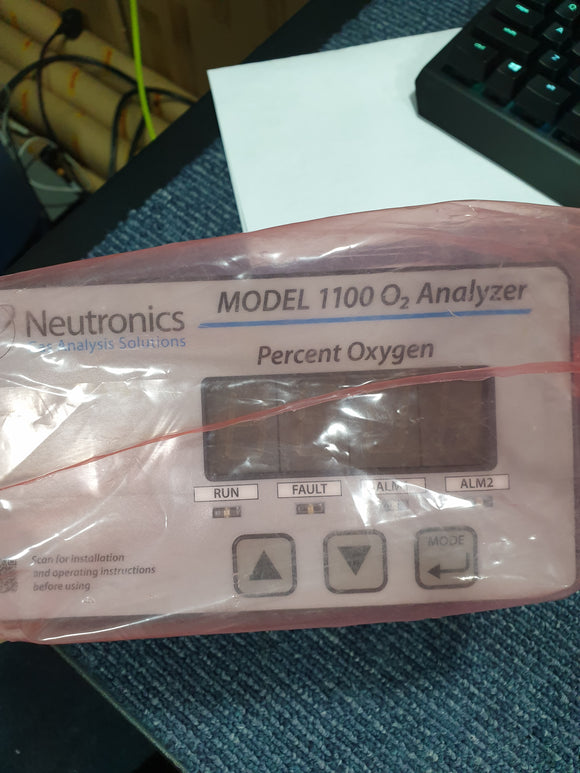 MODEL 1100 O₂ Analyzer
Neutronics
Gas Analysis Solutions
Percent Oxygen
RUN FAULT ALM ALM2
MODE
Scan for installation
and operating instructions
before using